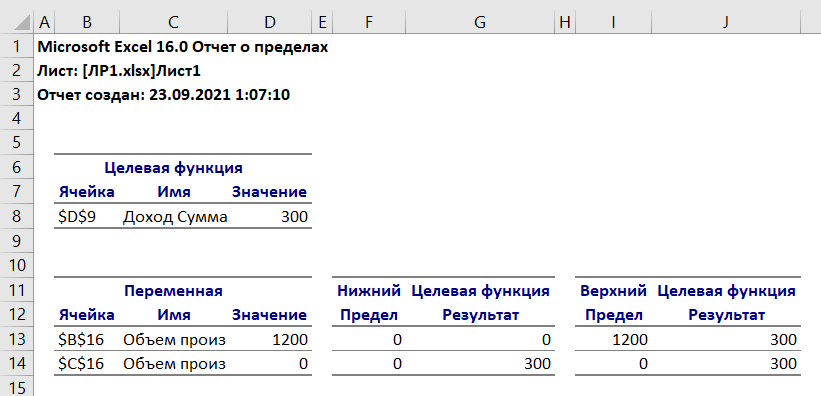 A B C D E F G H I J
1 Microsoft Excel 16.0 Отчет о пределах
2 Лист: [ЛР1.xlsx]Лист1
3 Отчет создан: 23.09.2021 1:07:10
4
5
6 Целевая функция
7 Ячейка Имя Значение
8 $D$9 Доход Сумма 300
9
10
11 Переменная Нижний Целевая функция Верхний Целевая функция
12 Ячейка Имя Значение Предел Результат Предел Результат
13 $B$16 Объем произ 1200 0 0 1200 300
14 $C$16 Объем произ 0 0 300 0 300
15